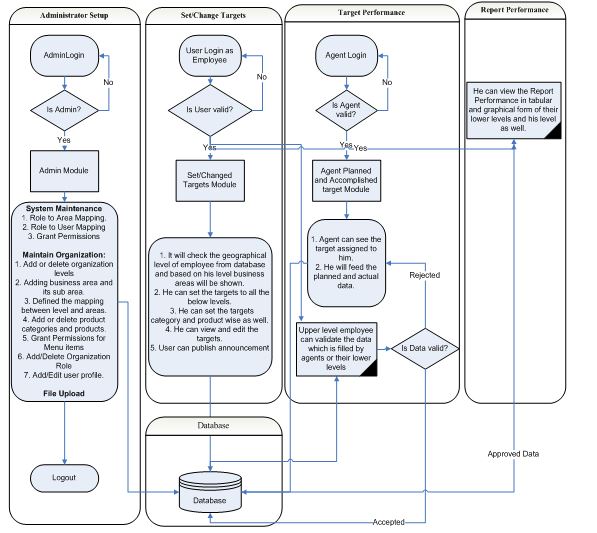 Administrator Setup
AdminLogin
No
Is Admin?
Yes
Admin Module
System Maintenance
1. Role to Area Mapping.
2. Role to User Mapping
3. Grant Permissions
Maintain Organization:
1. Add or delete organization
levels
2. Adding business area and
its sub area.
3. Defined the mapping
between level and areas.
4. Add or delete product
categories and products.
5. Grant Permissions for
Menu items
6. Add/Delete Organization
Role
7. Add/Edit user profile.
File Upload
Logout
Set/Change Targets
User Login as
Employee
No
Is User valid?
Yes
Set/Changed
Targets Module
1. It will check the geographical
level of employee from database
and based on his level business
areas will be shown.
2. He can set the targets to all the
below levels.
3. He can set the targets
category and product wise as well.
4. He can view and edit the
targets.
5. User can publish announcement
Database
Database
Target Performance
Agent Login
No
Is Agent
valid?
Yes
Yes
Agent Planned
and Accomplished
target Module
1. Agent can see the
target assigned to
him.
2. He will feed the
planned and actual
data.
Rejected
Upper level employee
can validate the data
which is filled by
agents or their lower
levels
Is Data valid?
Accepted
Report Performance
He can view the Report
Performance in tabular
and graphical form of their
lower levels and his level
as well.
Approved Data